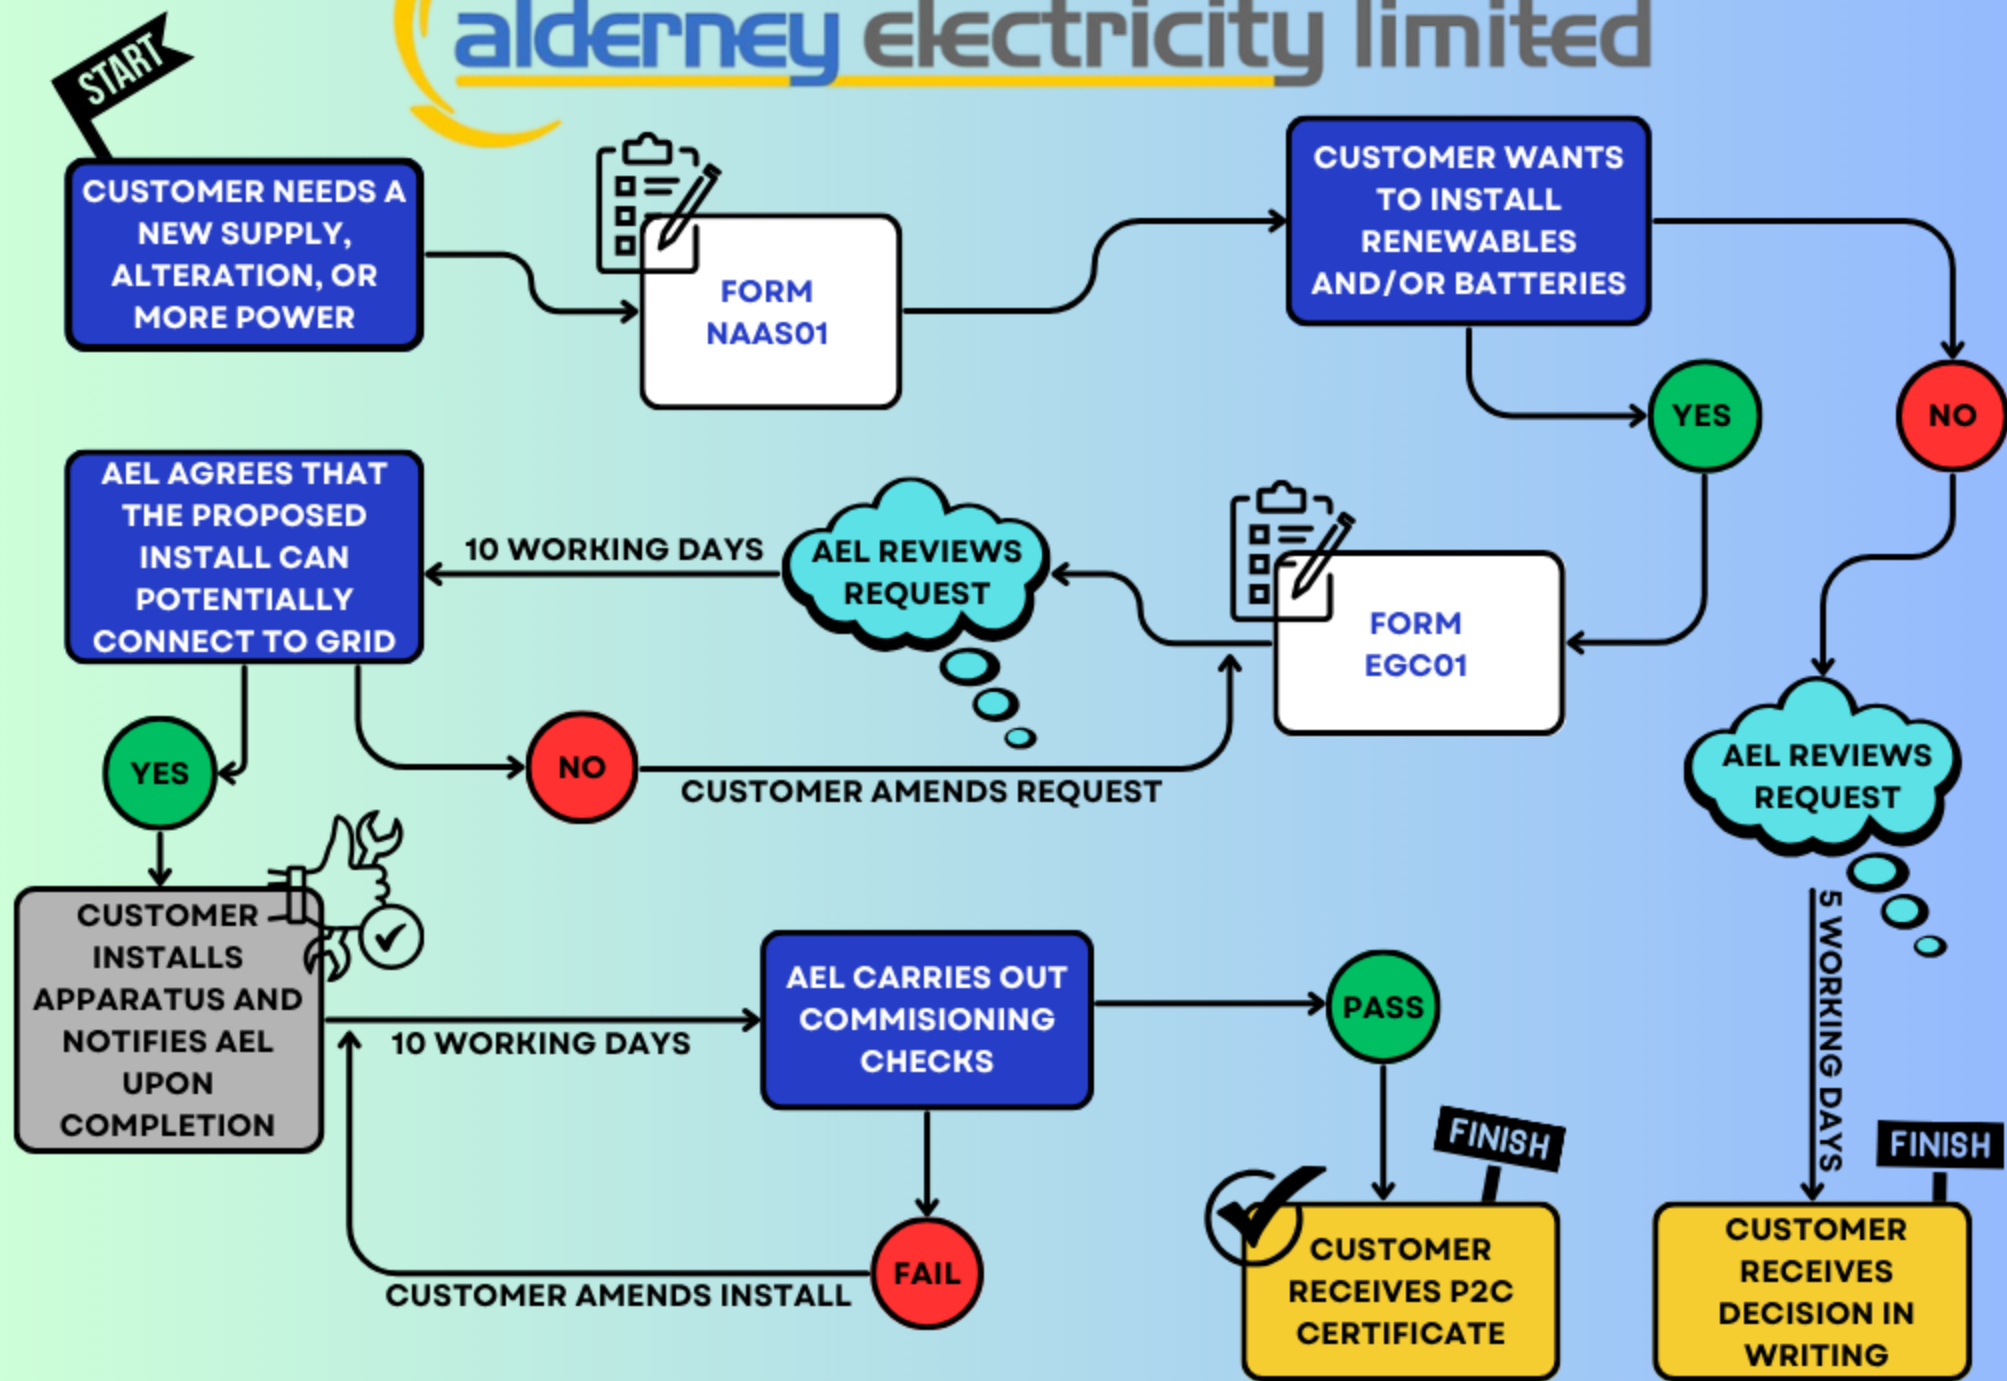 alderney electricity limited
START
CUSTOMER NEEDS A
NEW SUPPLY,
ALTERATION, OR
MORE POWER
FORM
NAAS01
CUSTOMER WANTS
TO INSTALL
RENEWABLES
AND/OR BATTERIES
YES
NO
AEL AGREES THAT
THE PROPOSED
INSTALL CAN
POTENTIALLY
CONNECT TO GRID
10 WORKING DAYS
AEL REVIEWS
REQUEST
FORM
EGC01
YES
NO
CUSTOMER AMENDS REQUEST
AEL REVIEWS
REQUEST
5 WORKING DAYS
CUSTOMER
INSTALLS
APPARATUS AND
NOTIFIES AEL
UPON
COMPLETION
10 WORKING DAYS
AEL CARRIES OUT
COMMISIONING
CHECKS
PASS
FAIL
CUSTOMER AMENDS INSTALL
FINISH
CUSTOMER
RECEIVES P2C
CERTIFICATE
FINISH
CUSTOMER
RECEIVES
DECISION IN
WRITING